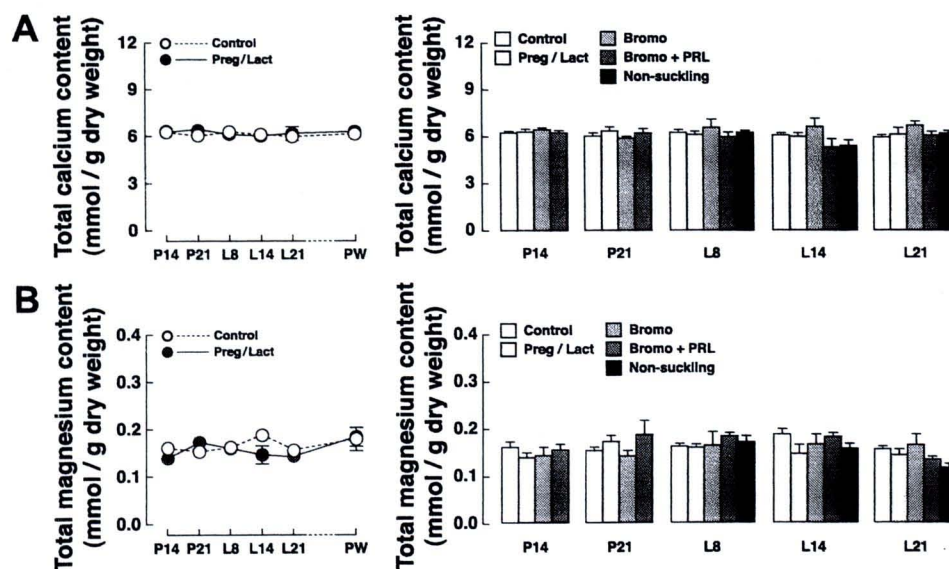 A
Total calcium content
(mmol / g dry weight)
12
9
6
3
0
Control
Preg/Lact
P14 P21 L8 L14 L21 PW
Total calcium content
(mmol / g dry weight)
12
9
6
3
0
Control
Preg / Lact
Bromo
Bromo + PRL
Non-suckling
P14 P21 L8 L14 L21
B
Total magnesium content
(mmol / g dry weight)
0.4
0.3
0.2
0.1
0.0
Control
Preg/Lact
P14 P21 L8 L14 L21 PW
Total magnesium content
(mmol / g dry weight)
0.4
0.3
0.2
0.1
0.0
Control
Preg / Lact
Bromo
Bromo + PRL
Non-suckling
P14 P21 L8 L14 L21